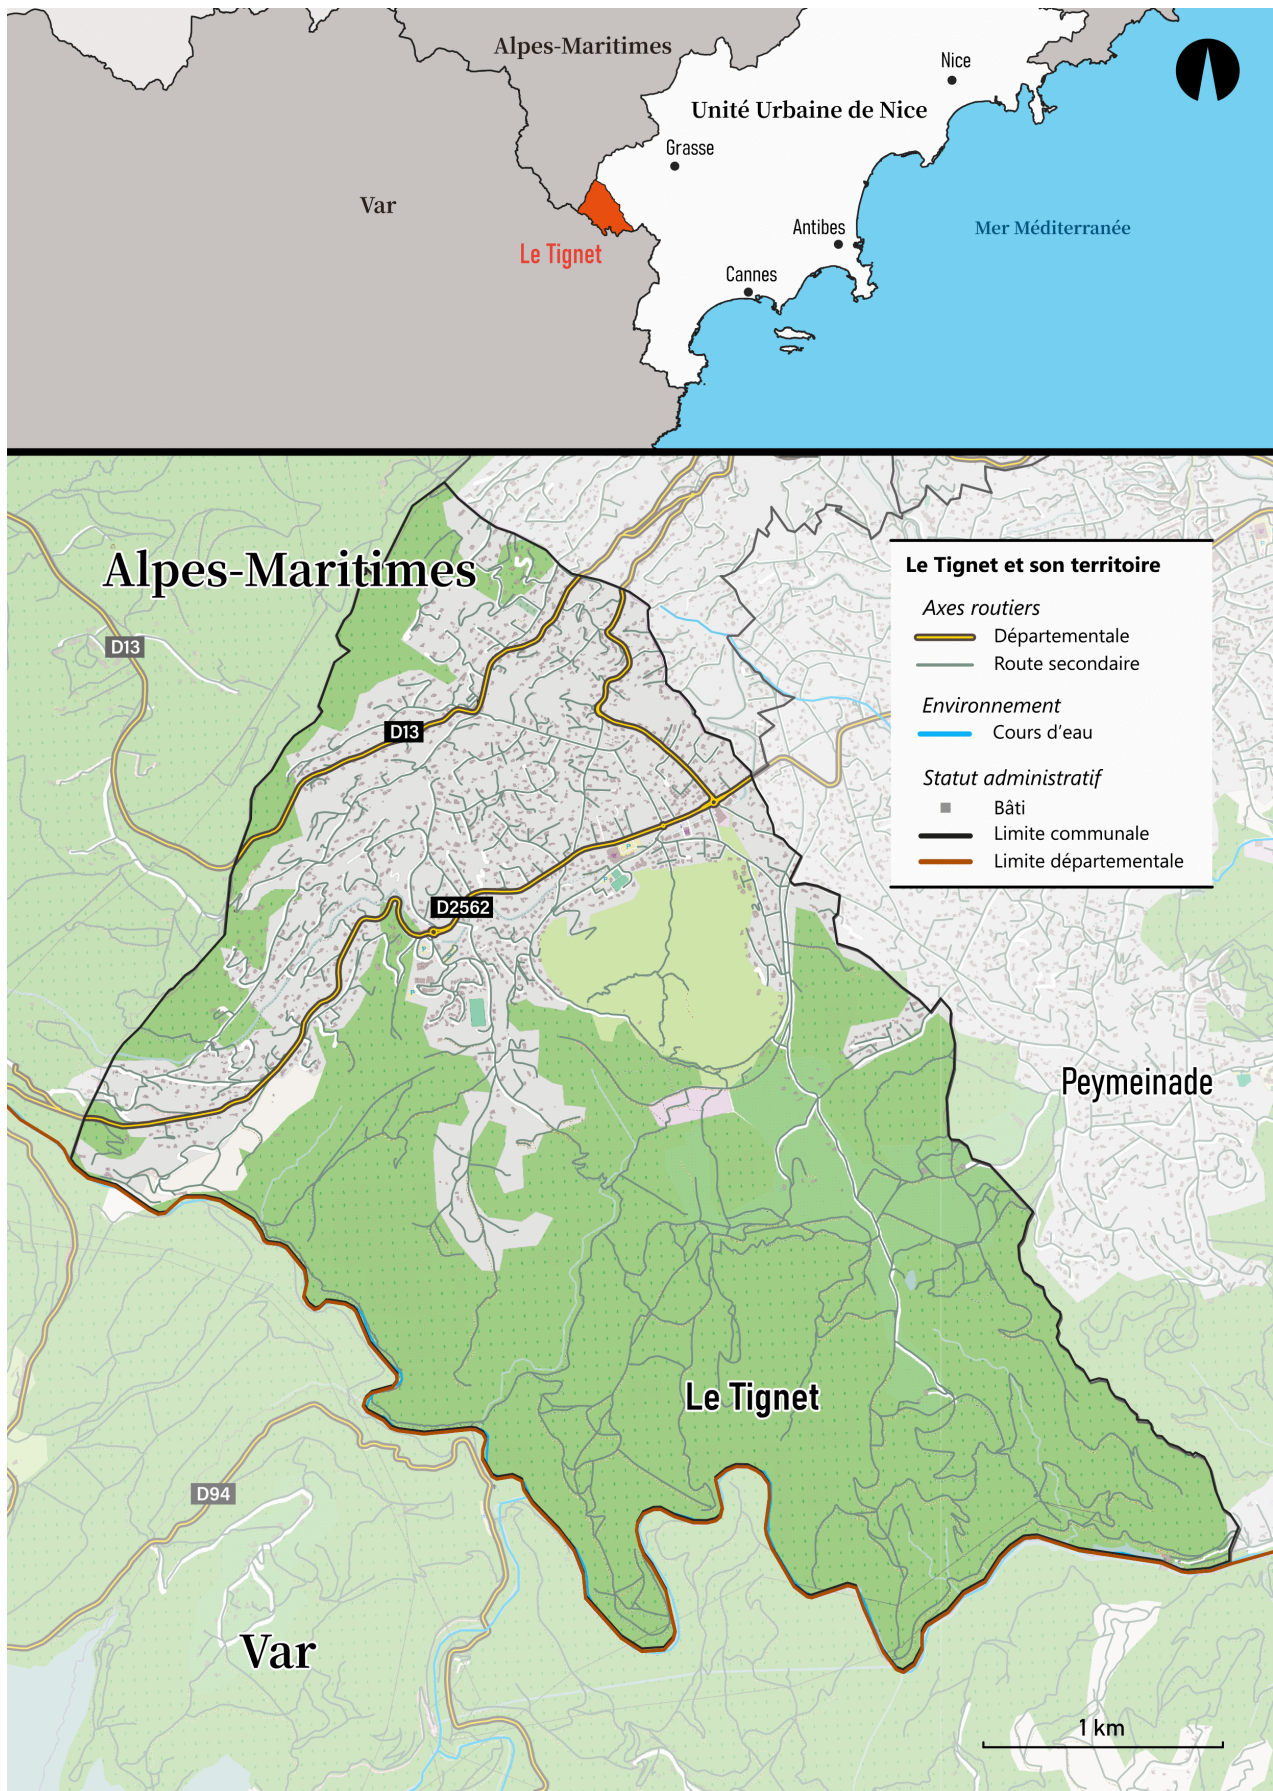 Alpes-Maritimes
Nice
Unité Urbaine de Nice
Grasse
Var
Antibes
Mer Méditerranée
Le Tignet
Cannes
Alpes-Maritimes
Le Tignet et son territoire
Axes routiers
Départementale
Route secondaire
Environnement
Cours d'eau
Statut administratif
Bâti
Limite communale
Limite départementale
D13
D13
D2562
Peymeinade
Le Tignet
D94
Var
1 km